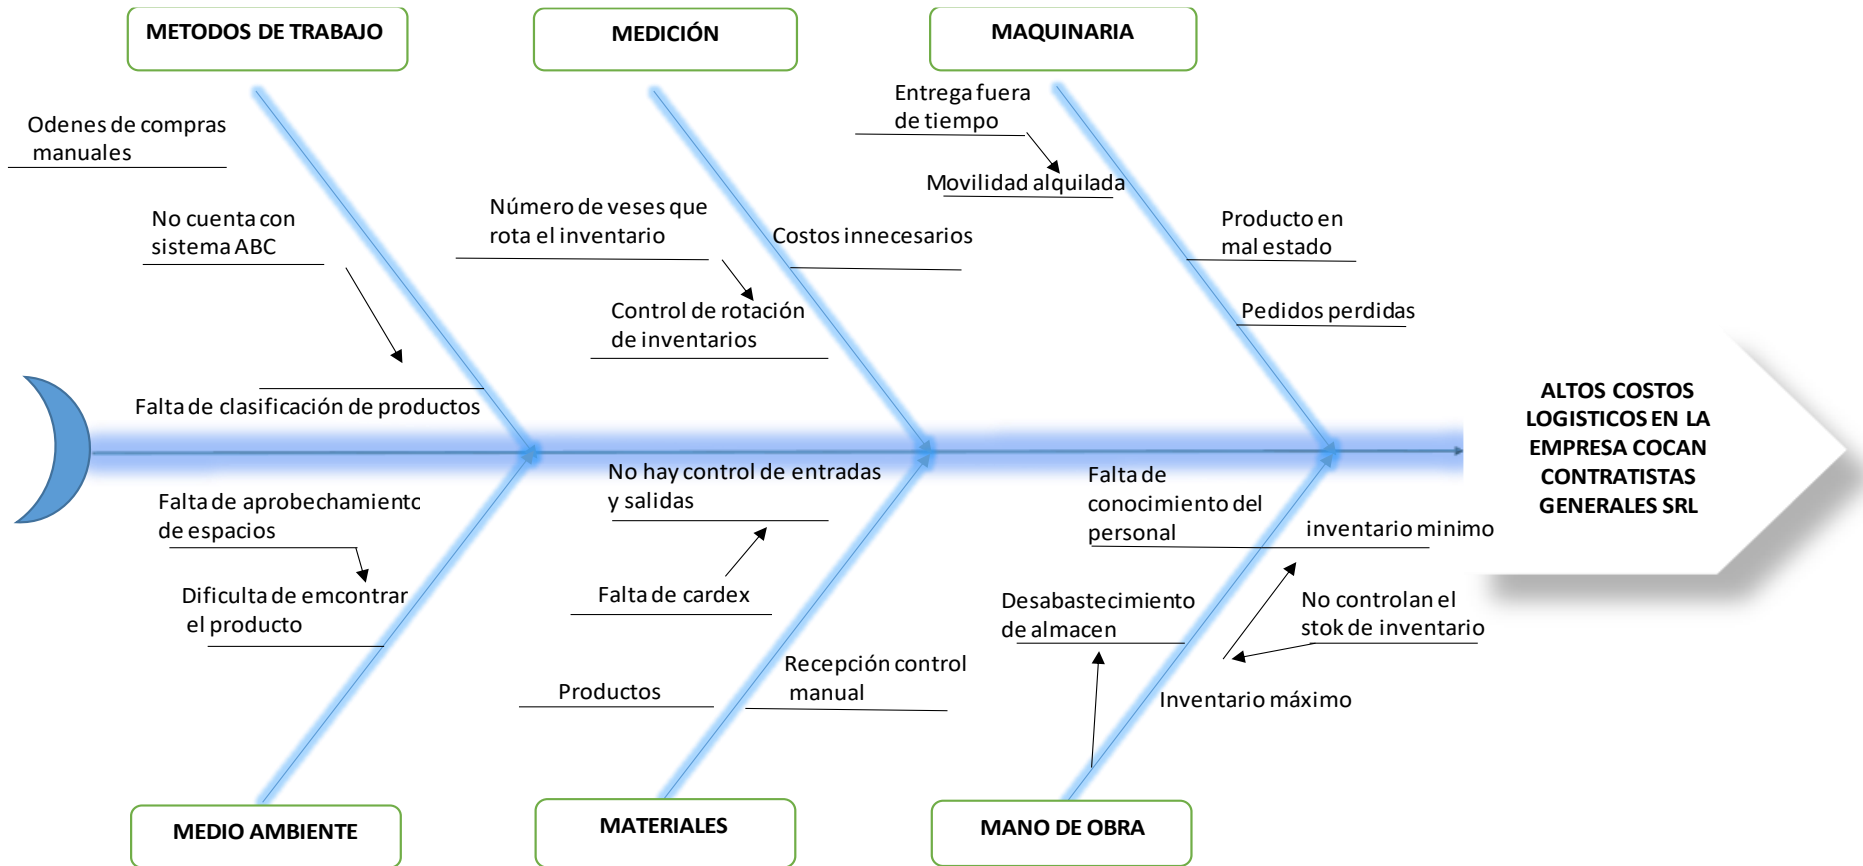 METODOS DE TRABAJO
MEDICIÓN
MAQUINARIA
Odenes de compras
manuales
No cuenta con
sistema ABC
Falta de clasificación de productos
Número de veses que
rota el inventario
Costos innecesarios
Control de rotación
de inventarios
Entrega fuera
de tiempo
Movilidad alquilada
Producto en
mal estado
Pedidos perdidas
ALTOS COSTOS
LOGISTICOS EN LA
EMPRESA COCAN
CONTRATISTAS
GENERALES SRL
Falta de aprobechamiento
de espacios
Dificulta de emcontrar
el producto
No hay control de entradas
y salidas
Falta de cardex
Productos
Recepción control
manual
Falta de
conocimiento del
personal
inventario minimo
Desabastecimiento
de almacen
No controlan el
stok de inventario
Inventario máximo
MEDIO AMBIENTE
MATERIALES
MANO DE OBRA